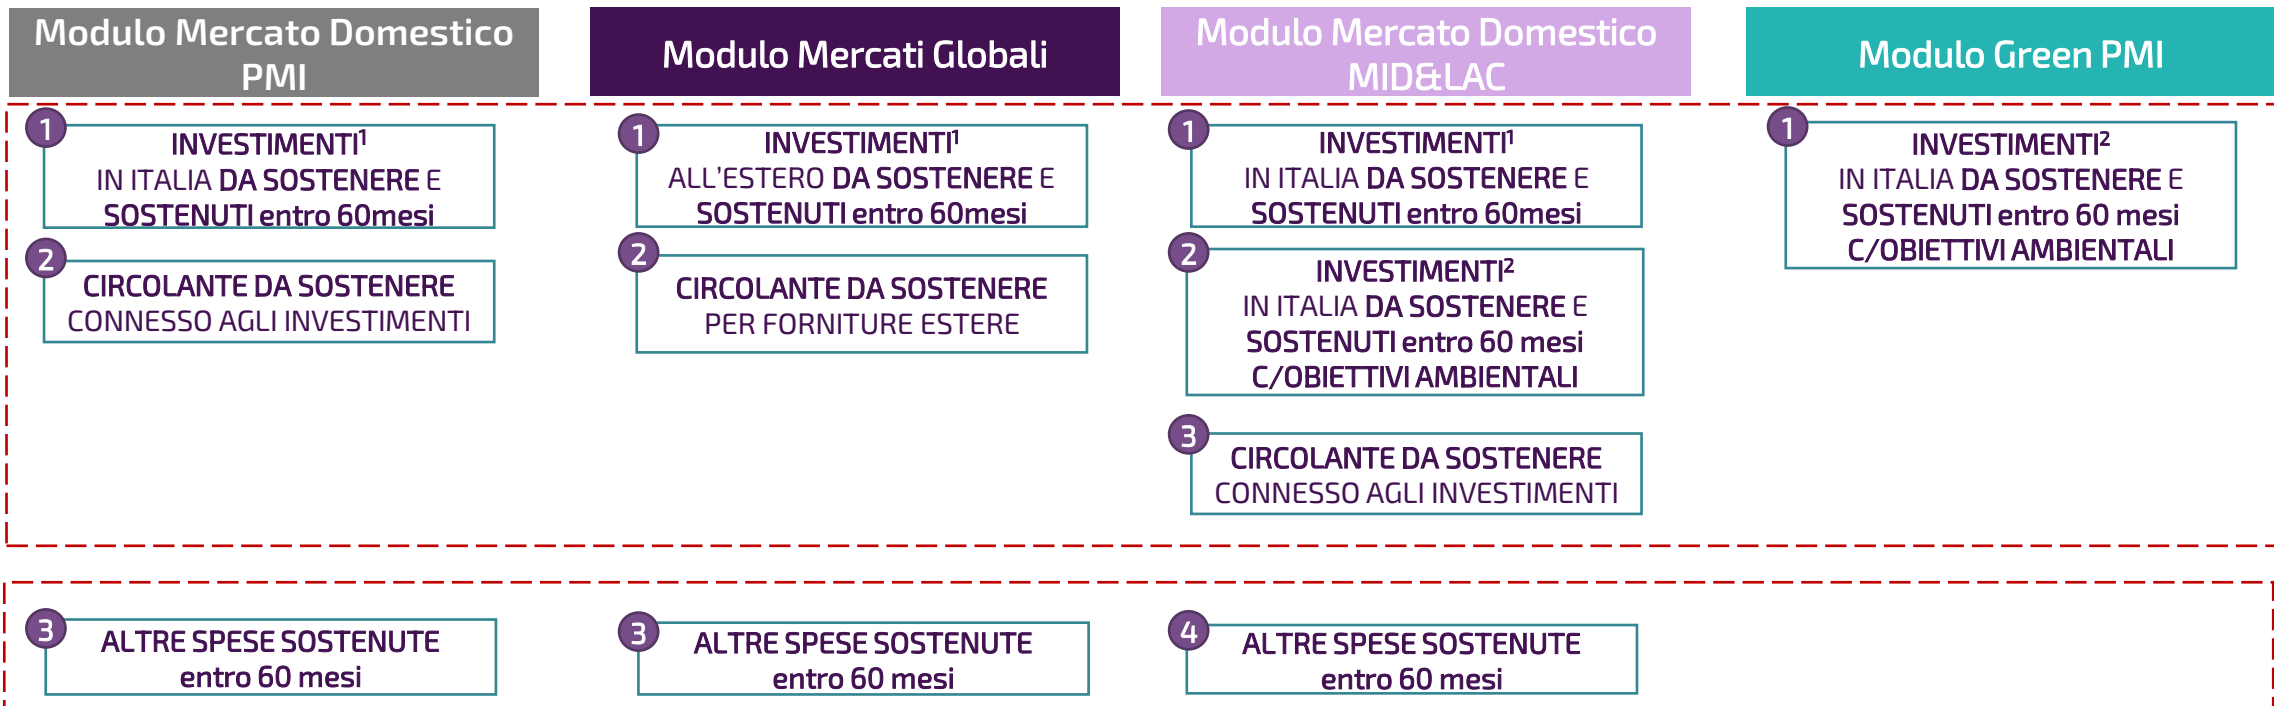 Modulo Mercato Domestico
PMI
1
INVESTIMENTI¹
IN ITALIA DA SOSTENERE E
SOSTENUTI entro 60mesi
2
CIRCOLANTE DA SOSTENERE
CONNESSO AGLI INVESTIMENTI
3
ALTRE SPESE SOSTENUTE
entro 60 mesi
Modulo Mercati Globali
1
INVESTIMENTI¹
ALL’ESTERO DA SOSTENERE E
SOSTENUTI entro 60mesi
2
CIRCOLANTE DA SOSTENERE
PER FORNITURE ESTERE
3
ALTRE SPESE SOSTENUTE
entro 60 mesi
Modulo Mercato Domestico
MID&LAC
1
INVESTIMENTI¹
IN ITALIA DA SOSTENERE E
SOSTENUTI entro 60mesi
2
INVESTIMENTI²
IN ITALIA DA SOSTENERE E
SOSTENUTI entro 60 mesi
C/OBIETTIVI AMBIENTALI
3
CIRCOLANTE DA SOSTENERE
CONNESSO AGLI INVESTIMENTI
4
ALTRE SPESE SOSTENUTE
entro 60 mesi
Modulo Green PMI
1
INVESTIMENTI²
IN ITALIA DA SOSTENERE E
SOSTENUTI entro 60 mesi
C/OBIETTIVI AMBIENTALI